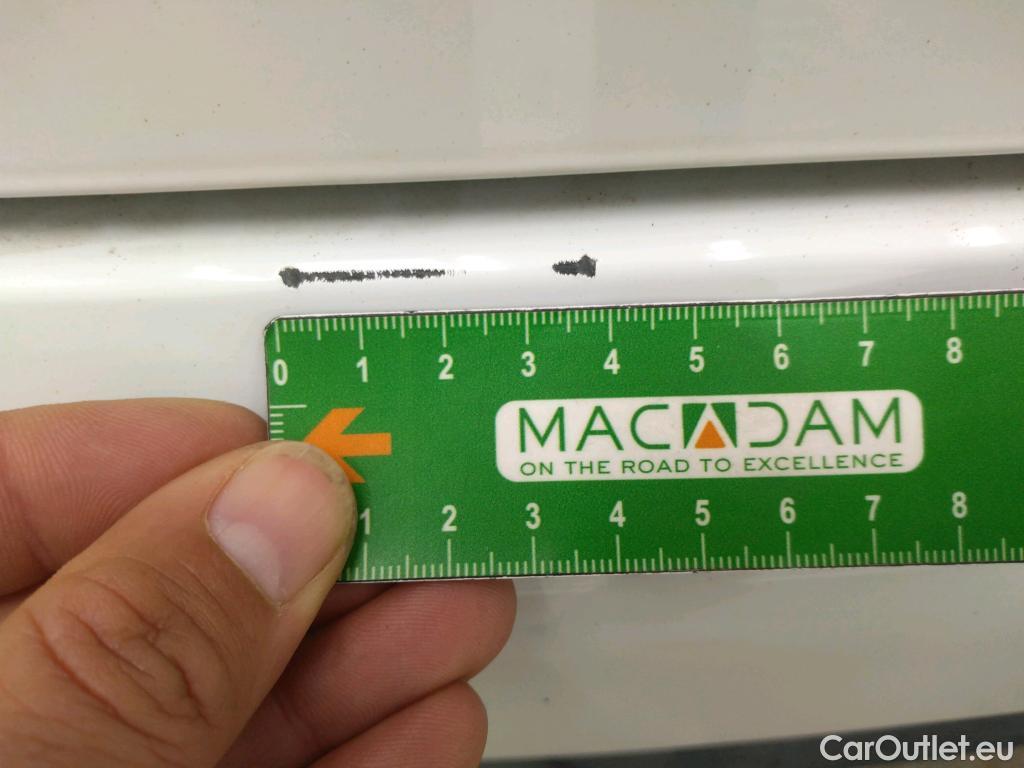 0 1 2 3 4 5 6 7 8
MACADAM
ON THE ROAD TO EXCELLENCE
1 2 3 4 5 6 7 8
CarOutlet.eu